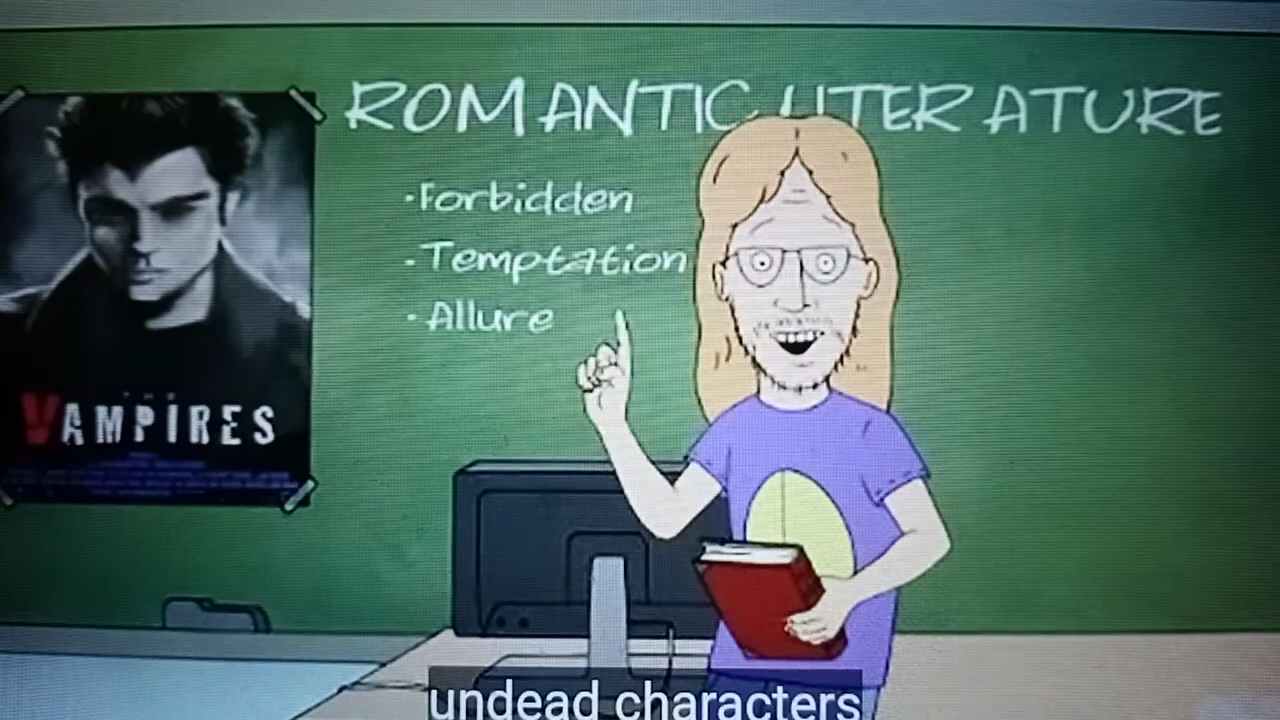 ROMANTIC LITERATURE
·Forbidden
·Temptation
·Allure
VAMPIRES
undead characters